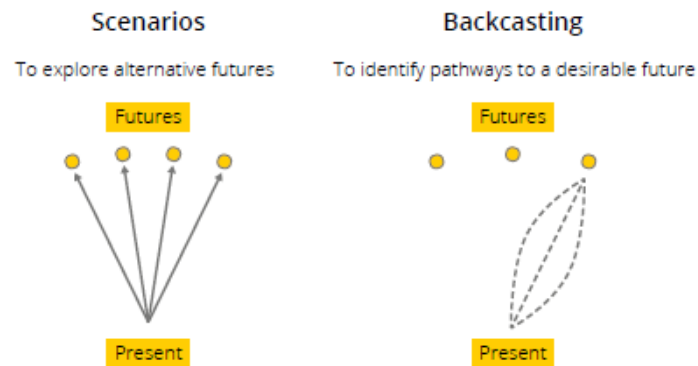 Scenarios
To explore alternative futures
Futures
Present
Backcasting
To identify pathways to a desirable future
Futures
Present